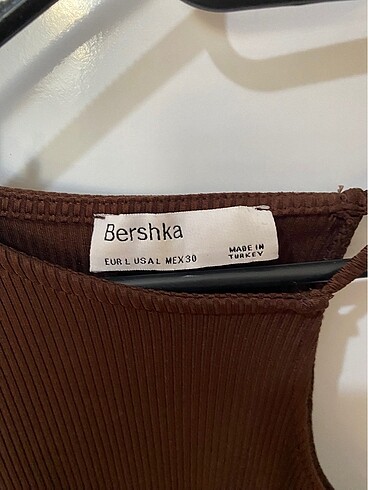 Bershka
EUR L USA L MEX 30
MADE IN
TURKEY